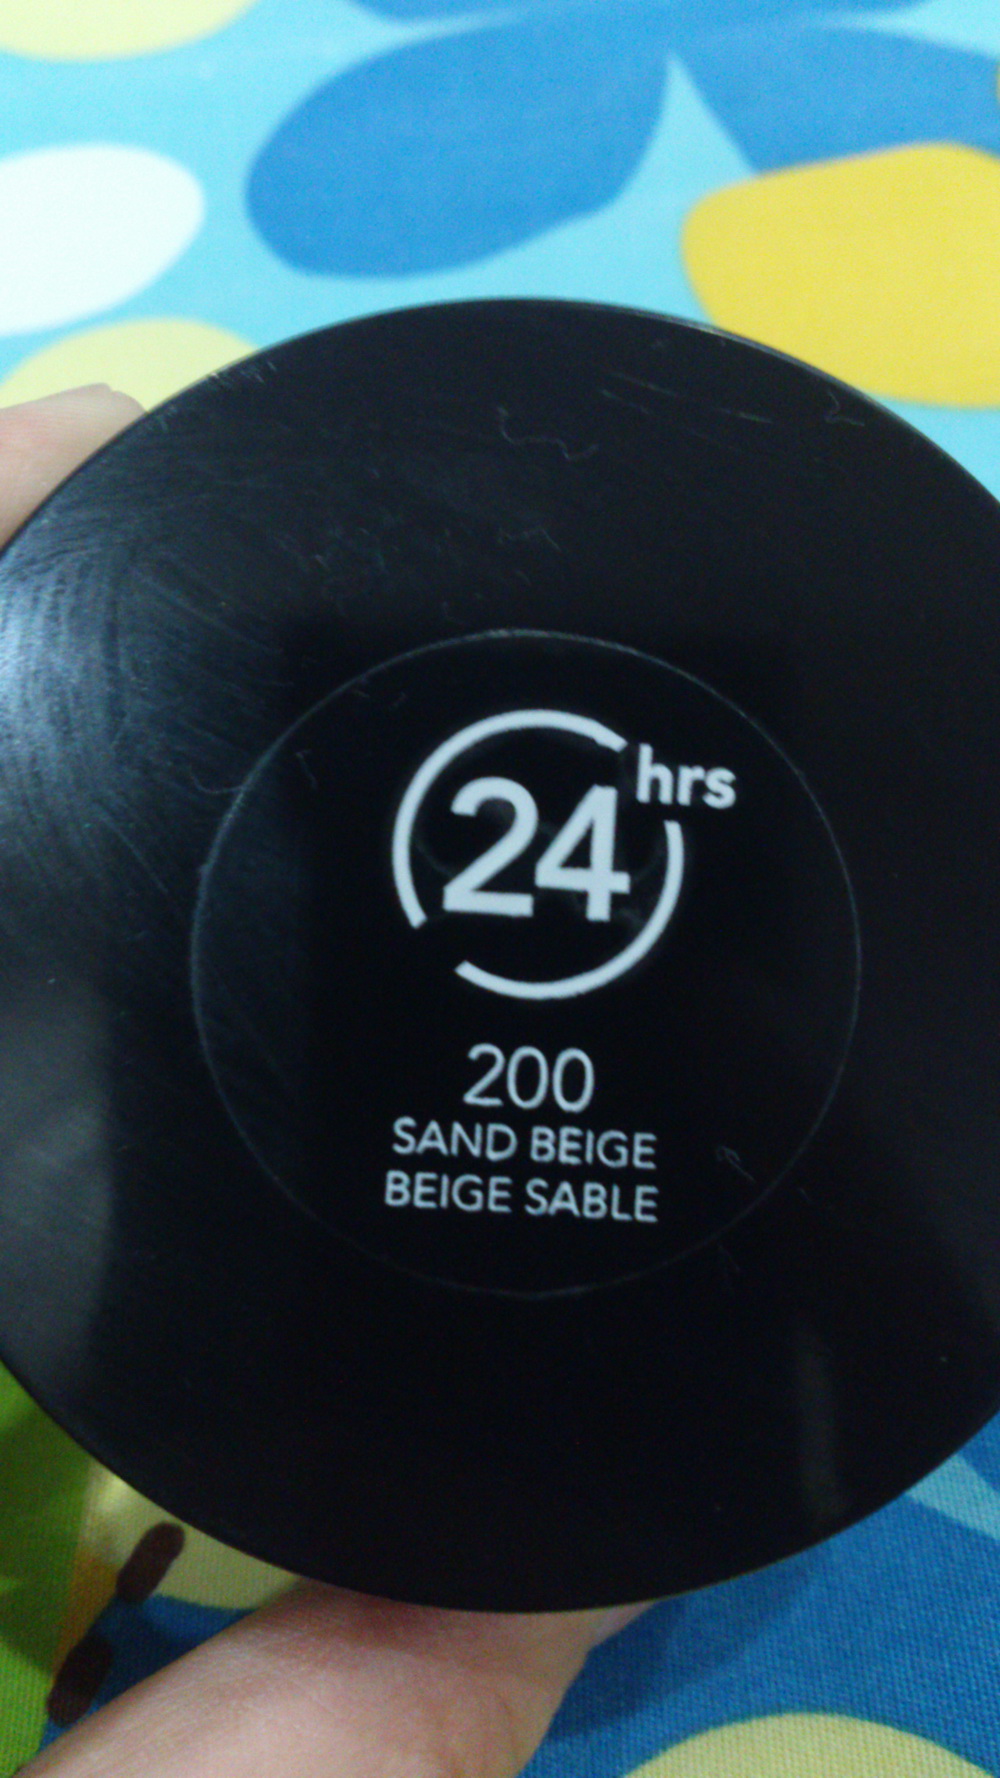 24 hrs
200
SAND BEIGE
BEIGE SABLE